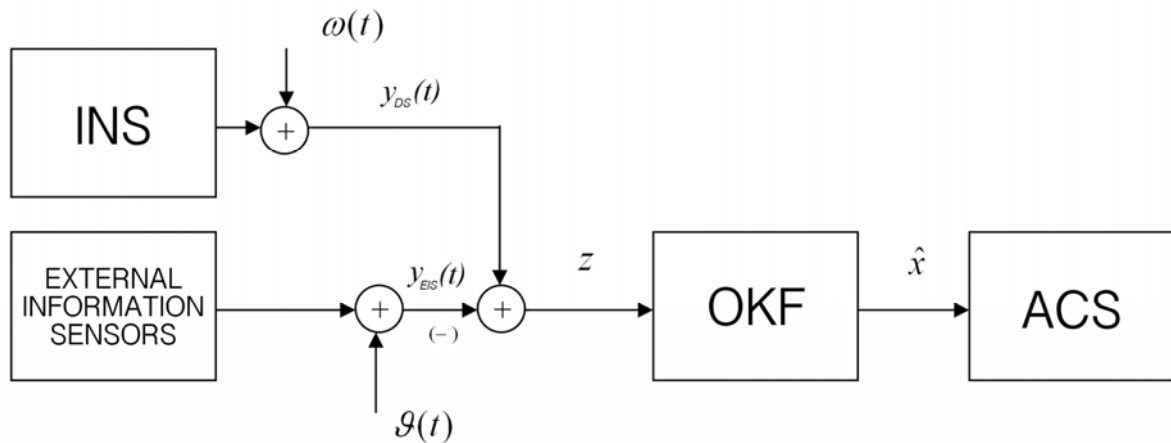 ω(t)
INS
+
y_DS(t)
EXTERNAL
INFORMATION
SENSORS
+
y_EIS(t)
(-)
+
z
OKF
x̂
ACS
ϑ(t)